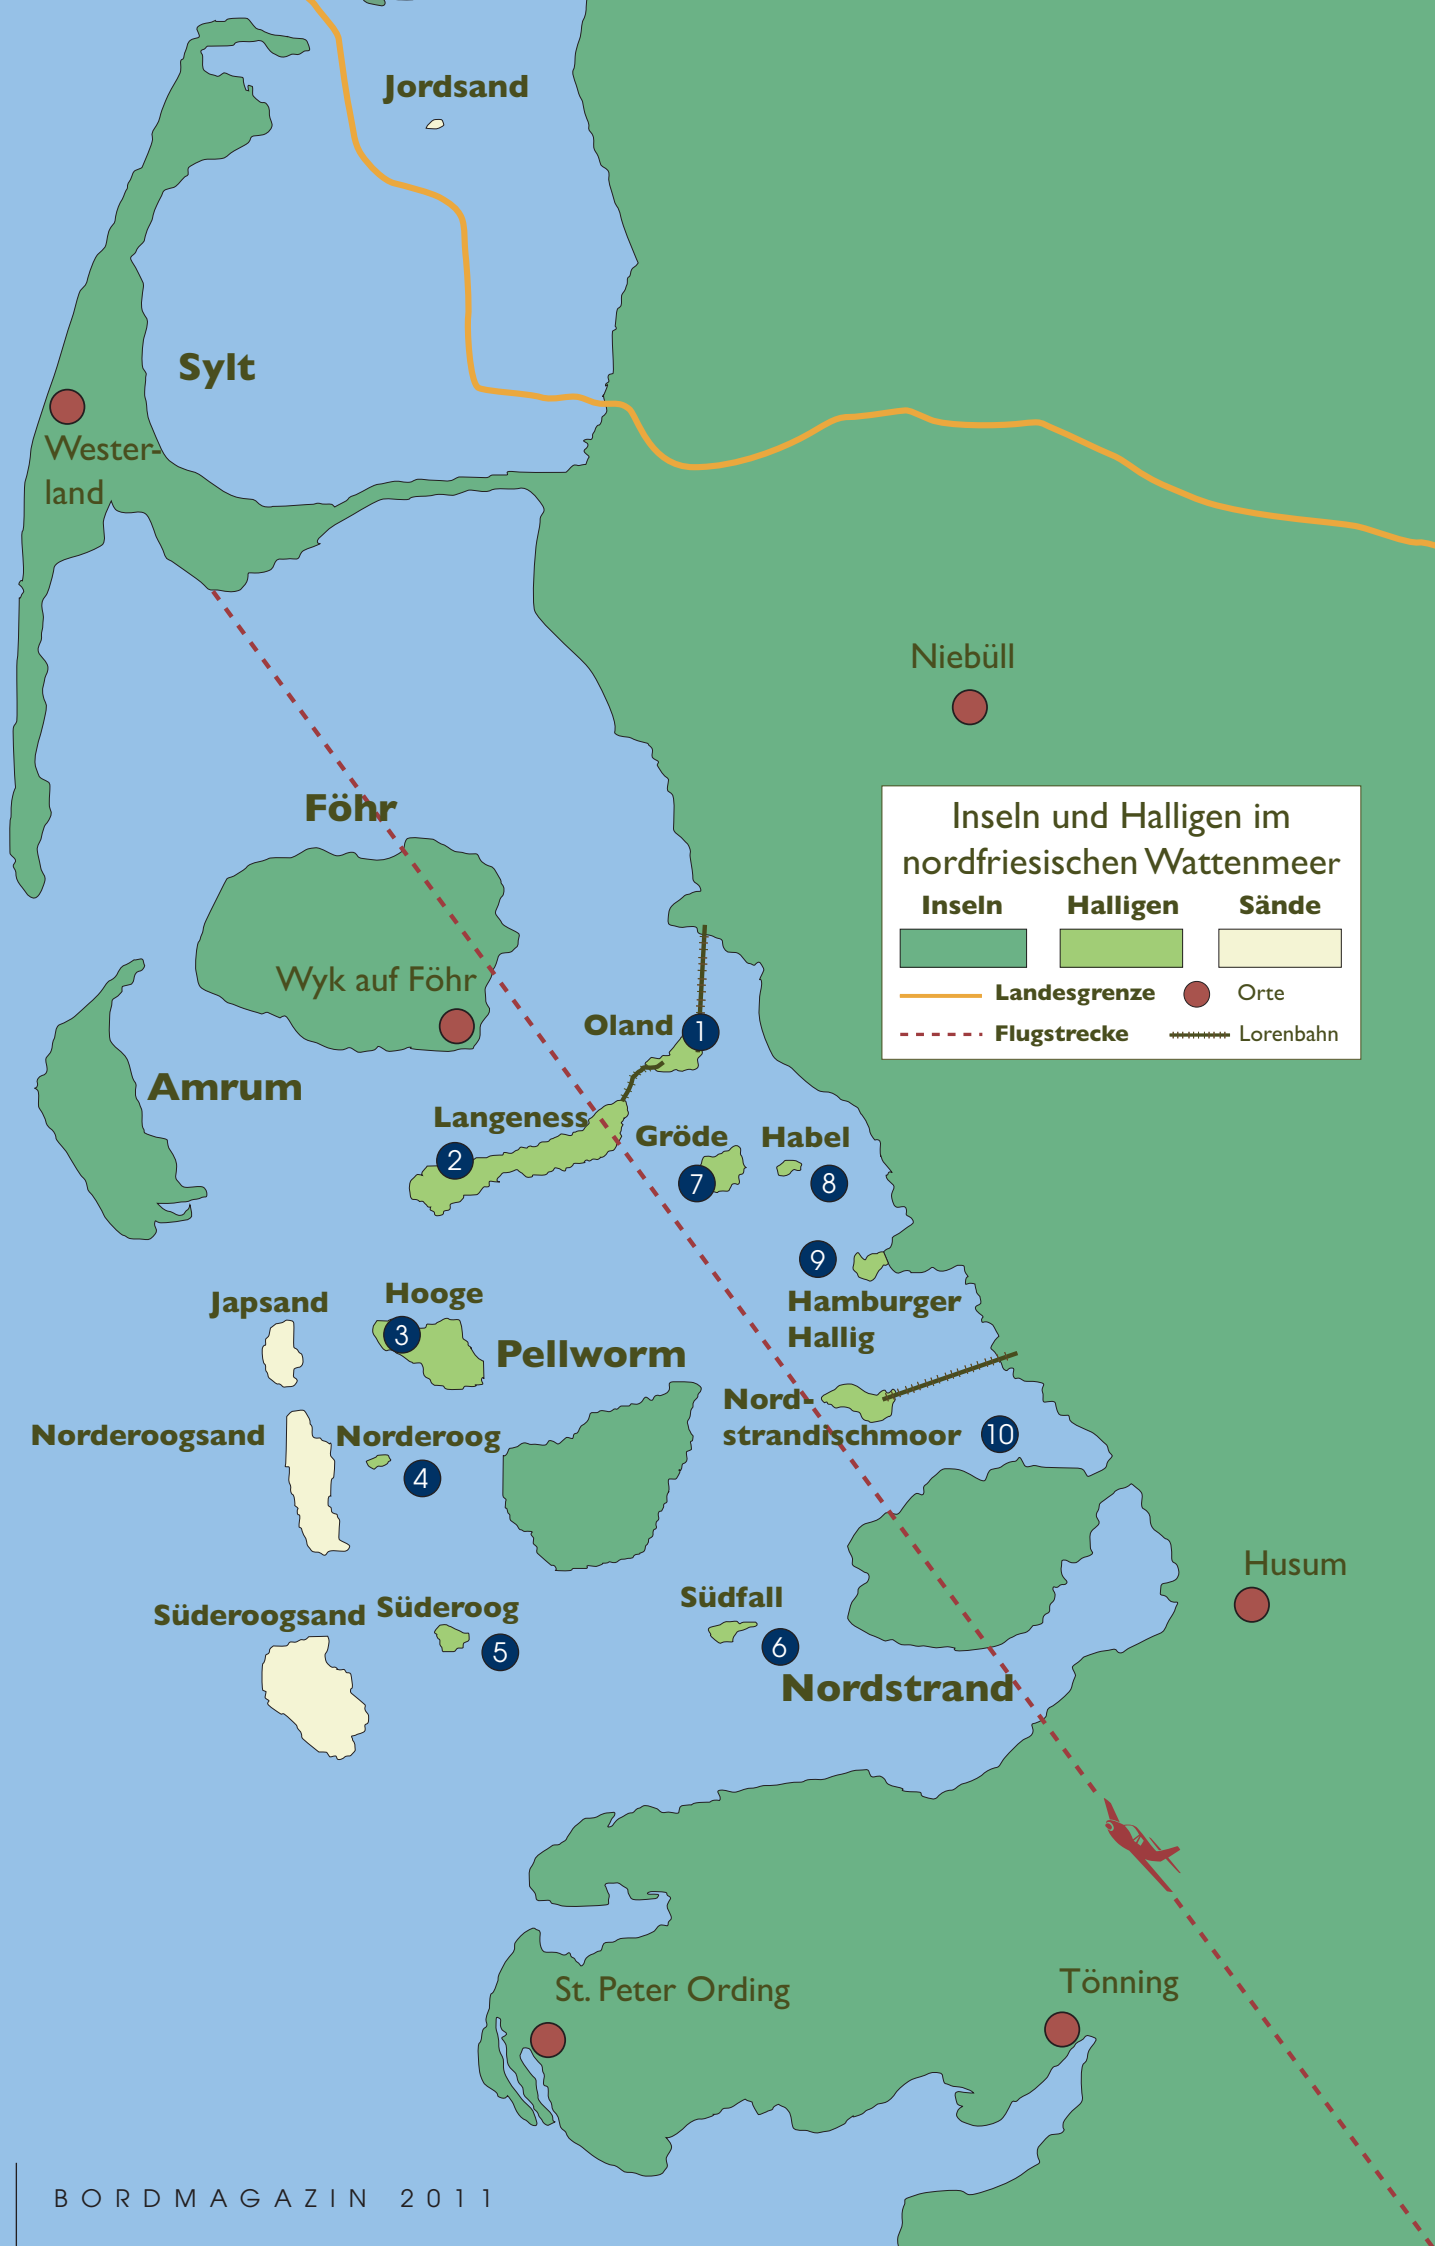 Jordsand
Sylt
Wester-
land
Niebüll
Föhr
Inseln und Halligen im
nordfriesischen Wattenmeer
Inseln
Halligen
Sände
Landesgrenze
Orte
Flugstrecke
Lorenbahn
Wyk auf Föhr
Oland
1
Amrum
Langeness
2
Gröde
7
Habel
8
9
Hamburger
Hallig
Japsand
Hooge
3
Pellworm
Nord-
strandischmoor
10
Norderoogsand
Norderoog
4
Husum
Süderoogsand
Süderoog
5
Südfall
6
Nordstrand
St. Peter Ording
Tönning
BORDMAGAZIN 2011